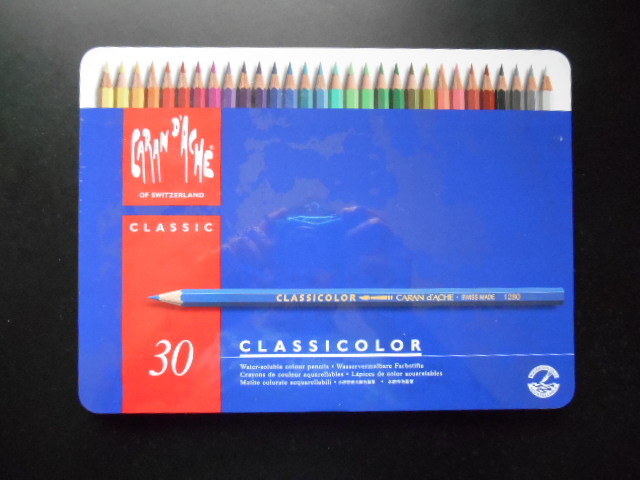 CARAN D'ACHE
OF SWITZERLAND
CLASSIC
CLASSICOLOR CARAN d'ACHE · SWISS MADE 1280
30
CLASSICOLOR
Water-soluble colour pencils • Wasservermalbare Farbstifte
Crayons de couleur aquarellables • Lápices de color acuarelables
Matite colorate acquarellabili •